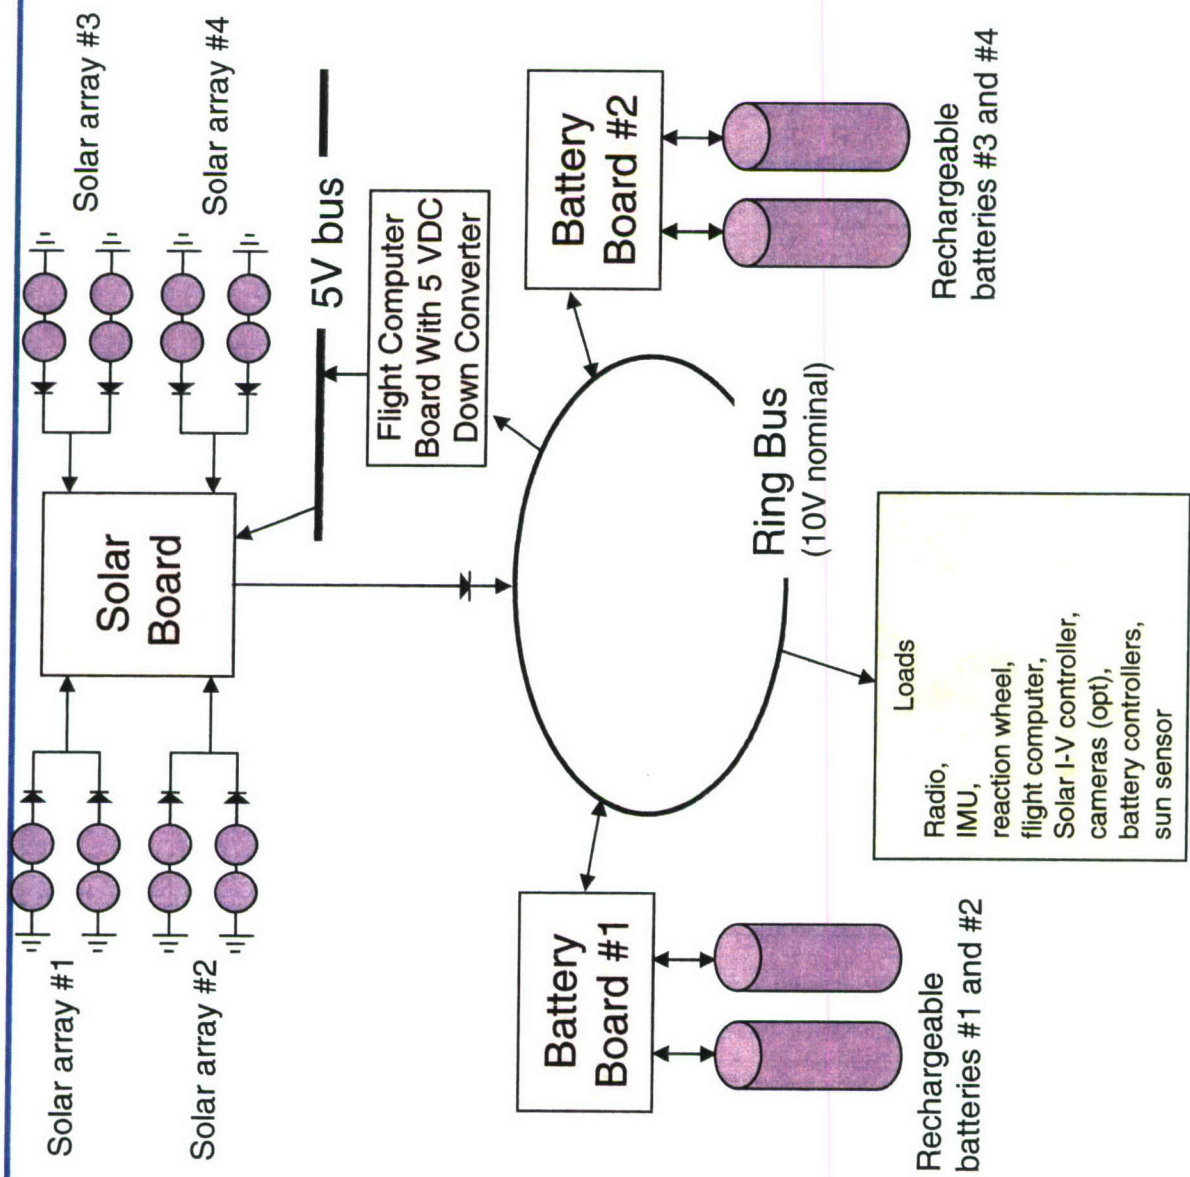 Solar array #1
Solar array #2
Solar
Board
Solar array #3
Solar array #4
5V bus
Flight Computer
Board With 5 VDC
Down Converter
Battery
Board #1
Battery
Board #2
Rechargeable
batteries #1 and #2
Rechargeable
batteries #3 and #4
Ring Bus
(10V nominal)
Loads
Radio,
IMU,
reaction wheel,
flight computer,
Solar I-V controller,
cameras (opt),
battery controllers,
sun sensor